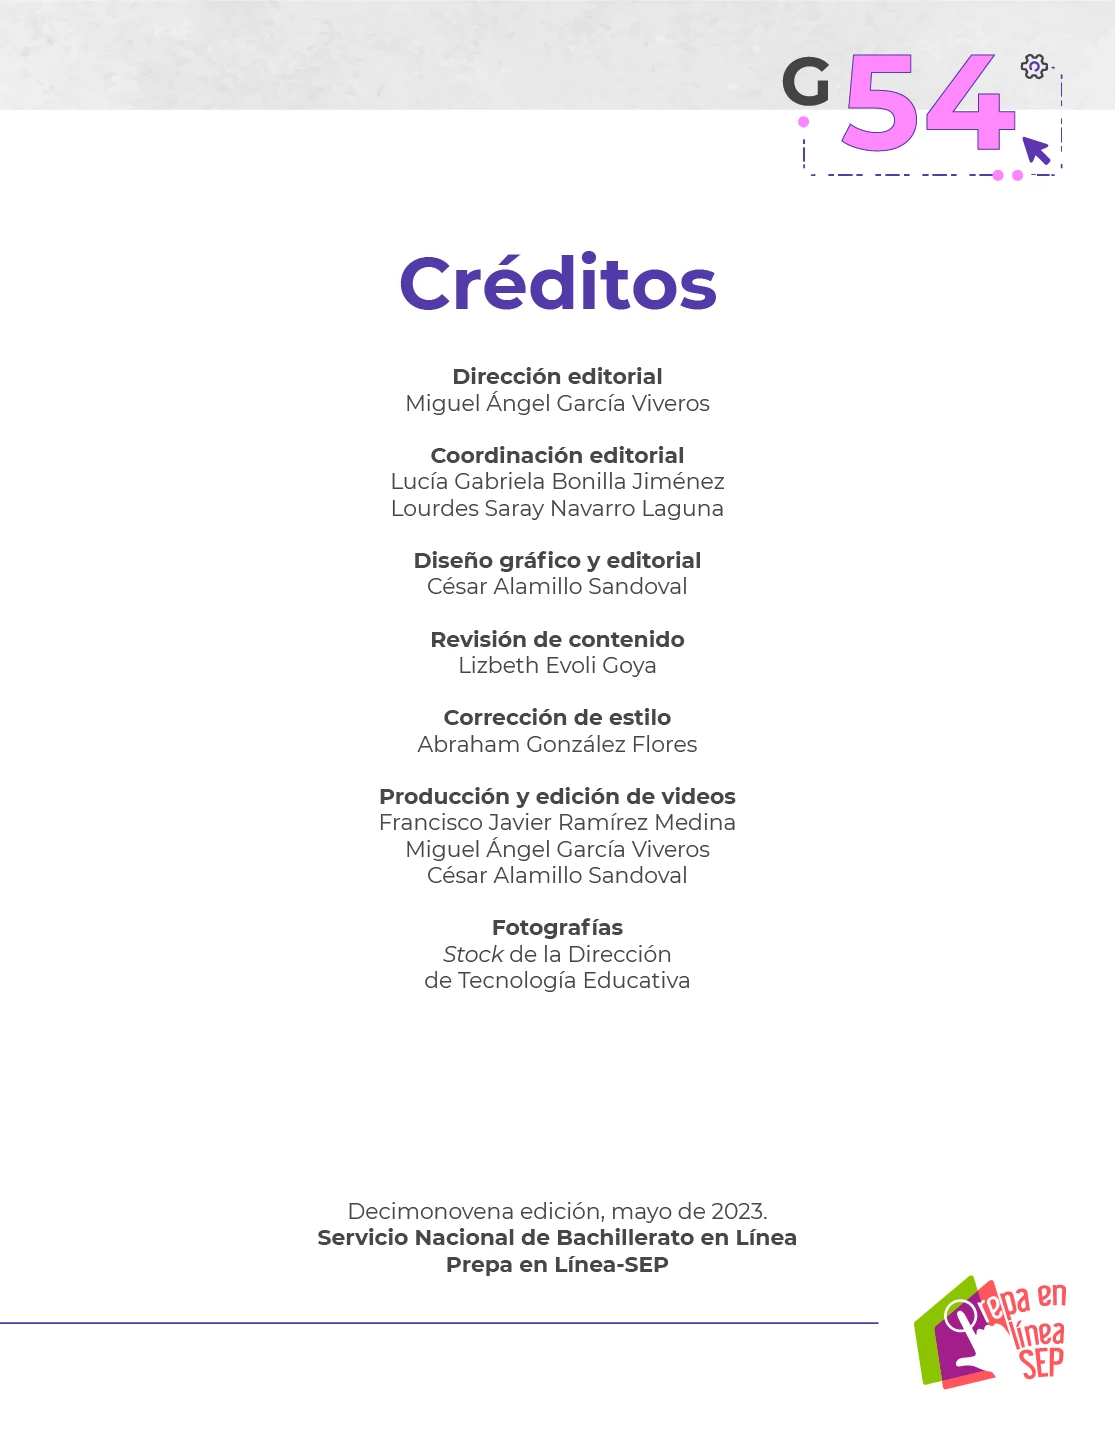 G 54
Créditos
Dirección editorial
Miguel Ángel García Viveros
Coordinación editorial
Lucía Gabriela Bonilla Jiménez
Lourdes Saray Navarro Laguna
Diseño gráfico y editorial
César Alamillo Sandoval
Revisión de contenido
Lizbeth Evoli Goya
Corrección de estilo
Abraham González Flores
Producción y edición de videos
Francisco Javier Ramírez Medina
Miguel Ángel García Viveros
César Alamillo Sandoval
Fotografías
Stock de la Dirección
de Tecnología Educativa
Decimonovena edición, mayo de 2023.
Servicio Nacional de Bachillerato en Línea
Prepa en Línea-SEP
Prepa en
línea
SEP